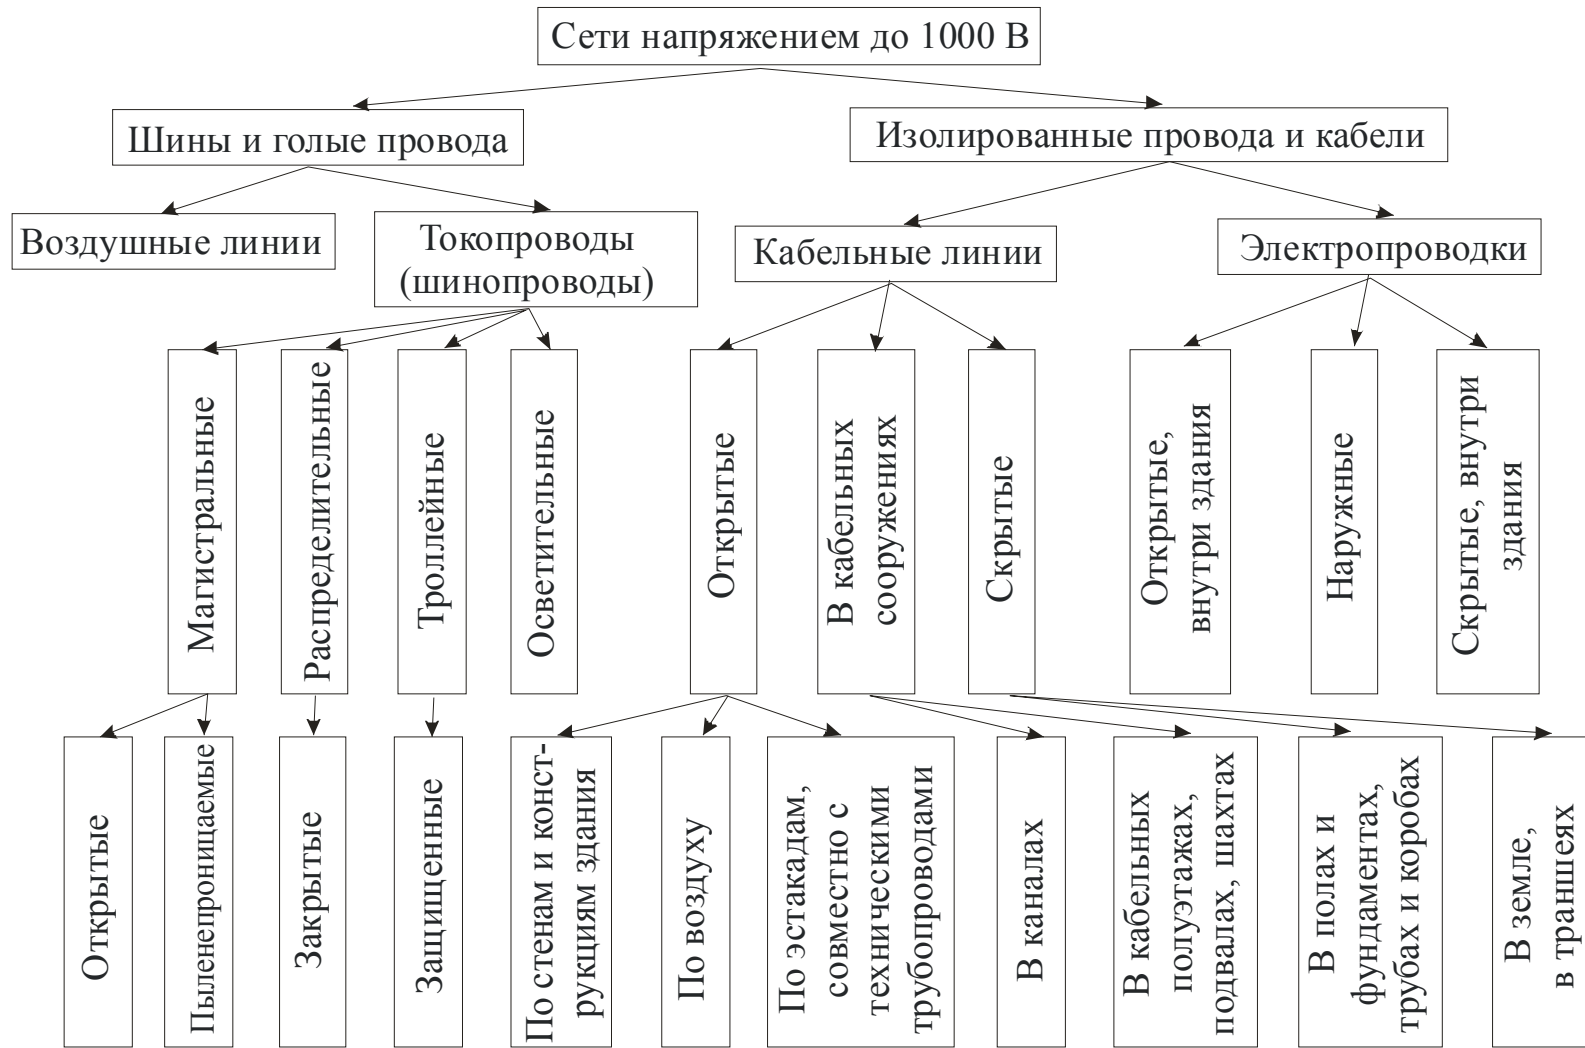 Сети напряжением до 1000 В
Шины и голые провода
Изолированные провода и кабели
Воздушные линии
Токопроводы
(шинопроводы)
Кабельные линии
Электропроводки
Магистральные
Распределительные
Троллейные
Осветительные
Открытые
В кабельных
сооружениях
Скрытые
Открытые,
внутри здания
Наружные
Скрытые, внутри
здания
Открытые
Пыленепроницаемые
Закрытые
Защищенные
По стенам и конст-
рукциям здания
По воздуху
По эстакадам,
совместно с
техническими
трубопроводами
В каналах
В кабельных
полуэтажах,
подвалах, шахтах
В полах и
фундаментах,
трубах и коробах
В земле,
в траншеях